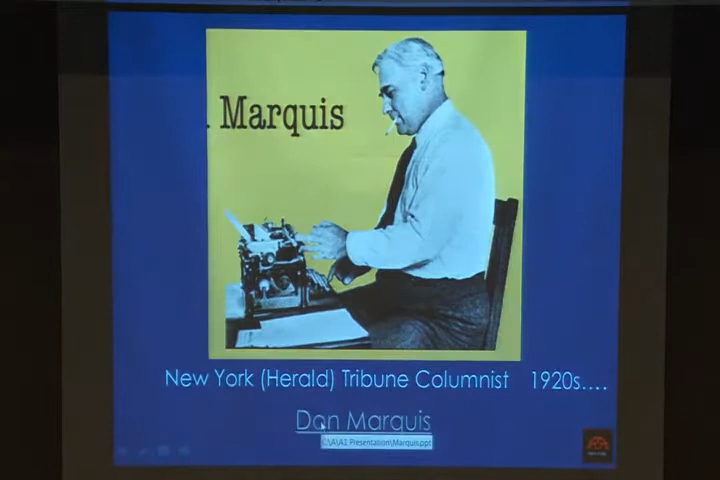 Marquis
New York (Herald) Tribune Columnist 1920s....
Don Marquis
C:\A\A1 Presentation\Marquis.ppt